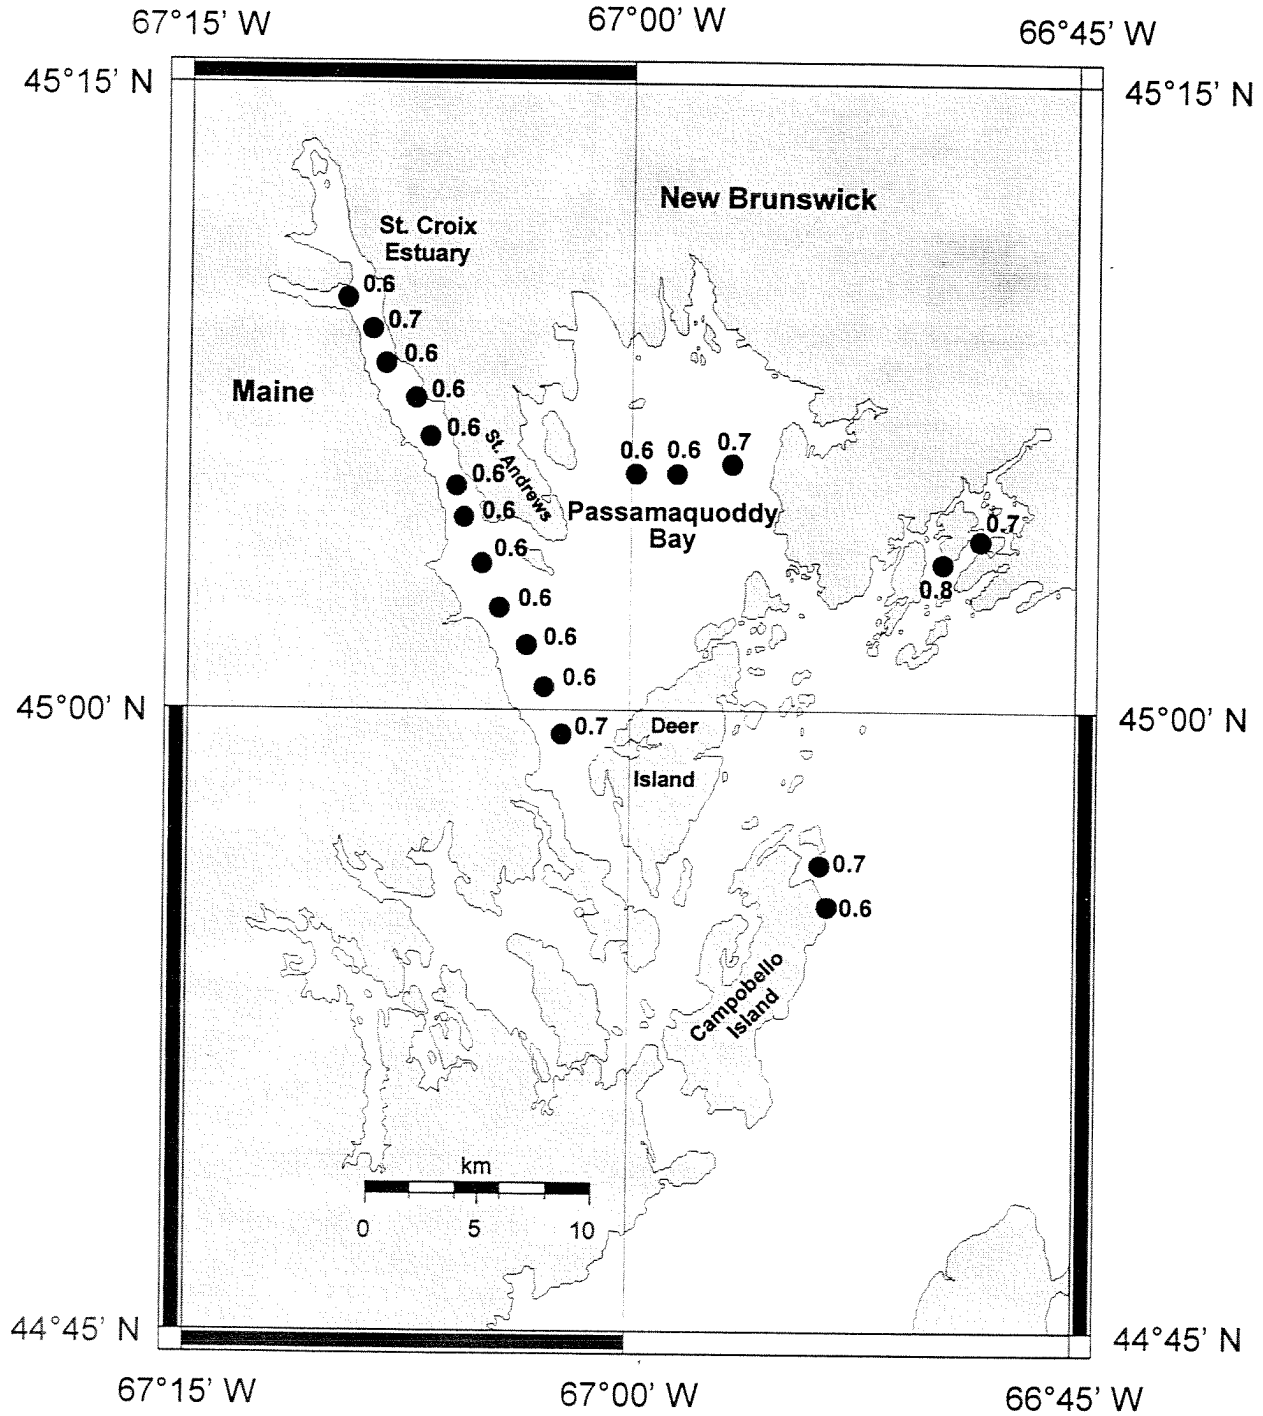 67°15' W
67°00' W
66°45' W
45°15' N
45°15' N
New Brunswick
St. Croix
Estuary
0.6
0.7
0.6
Maine
0.6
0.6
St. Andrews
0.6
0.6
0.7
0.6
0.6
Passamaquoddy
Bay
0.7
0.8
0.6
0.6
0.6
0.6
45°00' N
45°00' N
0.7
Deer
Island
0.7
0.6
Campobello
Island
km
0
5
10
44°45' N
44°45' N
67°15' W
67°00' W
66°45' W